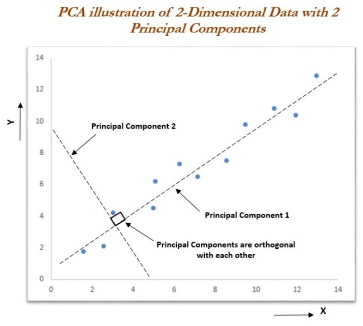 PCA illustration of 2-Dimensional Data with 2
Principal Components
14
12
10
8
6
4
2
0
Y
Principal Component 2
Principal Component 1
Principal Components are orthogonal
with each other
0 2 4 6 8 10 12 14
X